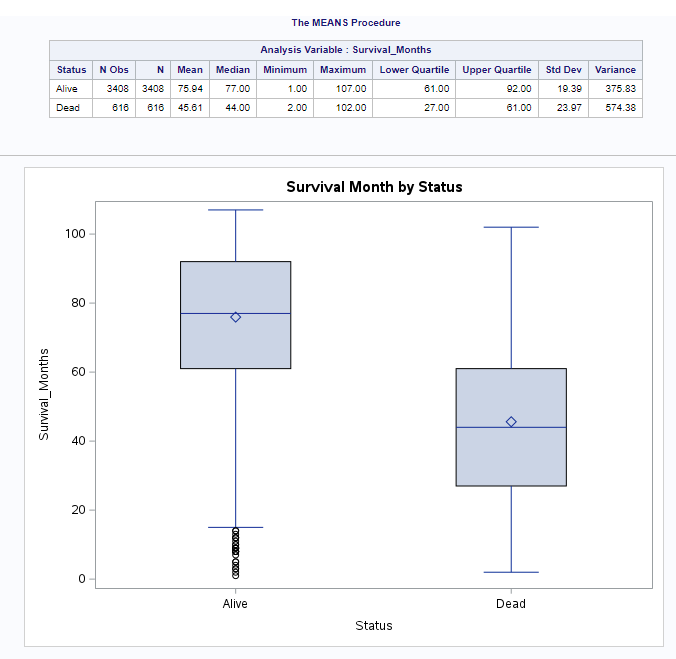 The MEANS Procedure
Analysis Variable : Survival_Months
Status N Obs N Mean Median Minimum Maximum Lower Quartile Upper Quartile Std Dev Variance
Alive 3408 3408 75.94 77.00 1.00 107.00 61.00 92.00 19.39 375.83
Dead 616 616 45.61 44.00 2.00 102.00 27.00 61.00 23.97 574.38
Survival Month by Status
100
80
60
40
20
0
Survival_Months
Alive Dead
Status